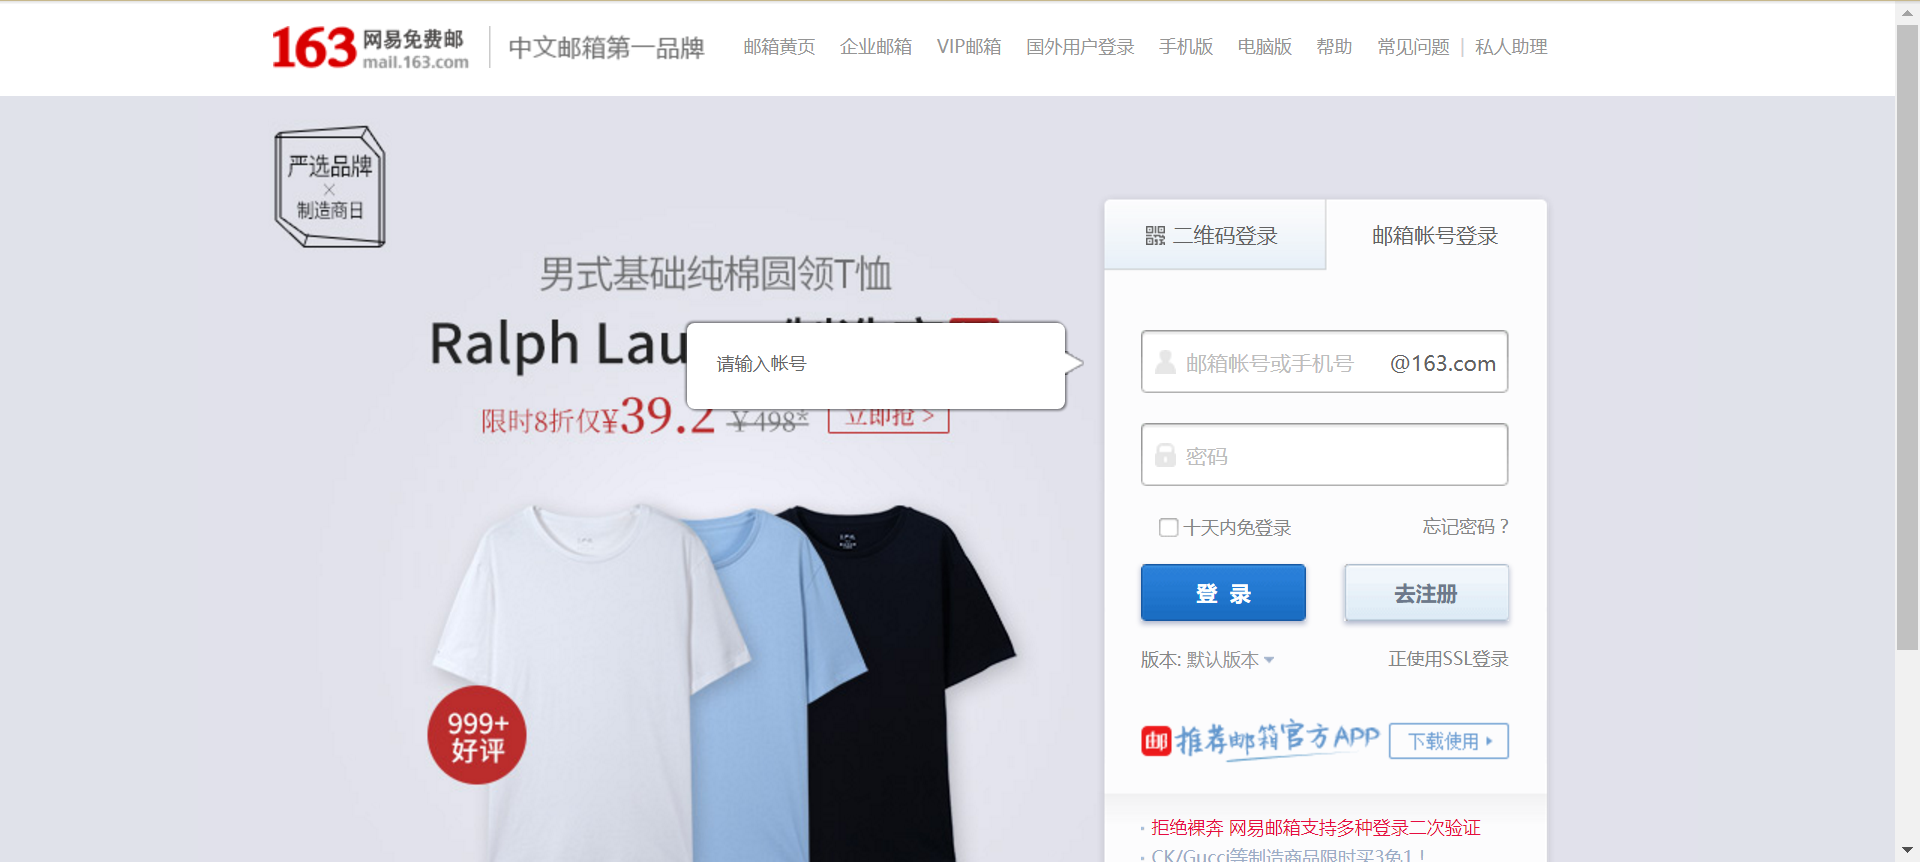 163 网易免费邮 mail.163.com 中文邮箱第一品牌
邮箱黄页 企业邮箱 VIP邮箱 国外用户登录 手机版 电脑版 帮助 常见问题 | 私人助理
严选品牌
×
制造商日
男式基础纯棉圆领T恤
Ralph Lau
限时8折仅¥39.2 ¥498* 立即抢 >
999+
好评
请输入帐号
二维码登录 邮箱帐号登录
邮箱帐号或手机号 @163.com
密码
十天内免登录 忘记密码?
登 录 去注册
版本: 默认版本 正使用SSL登录
邮 推荐邮箱官方APP 下载使用
· 拒绝裸奔 网易邮箱支持多种登录二次验证
· CK/Gucci等制造商品限时买3免1!